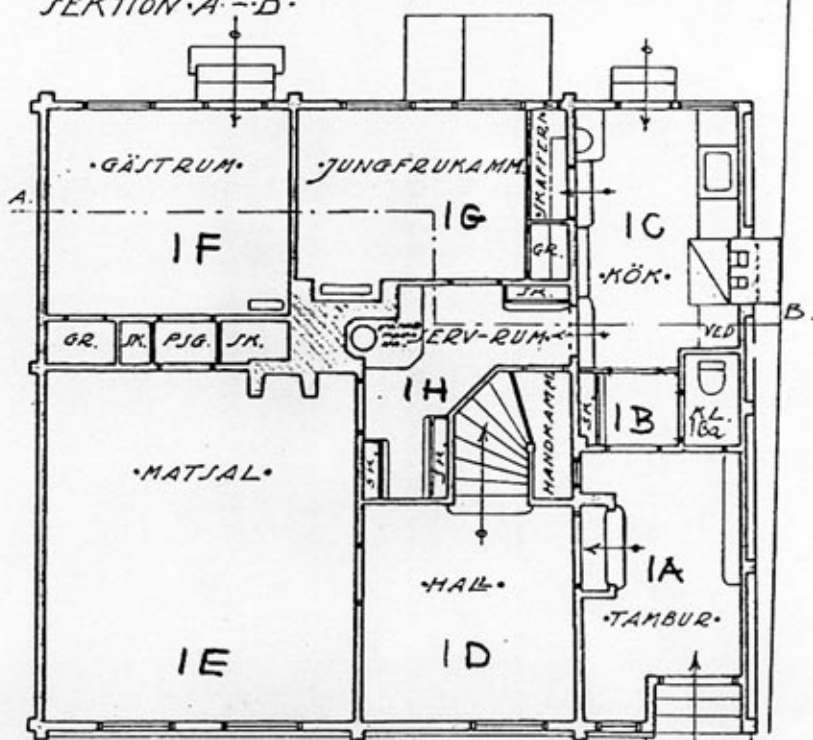 SEKTION·A-B·
·GÄSTRUM·
·JUNGFRUKAMM.
SKAFFERI
A.
1F
1G
1C
GR.
·KÖK·
SK.
B.
GR.
SK.
PSG.
SK.
SERV-RUM·
VED
1H
HANDKAMM.
SK.
1B
KL.
·MATSAL·
SK.
SK.
·HALL·
1A
·TAMBUR·
1E
1D